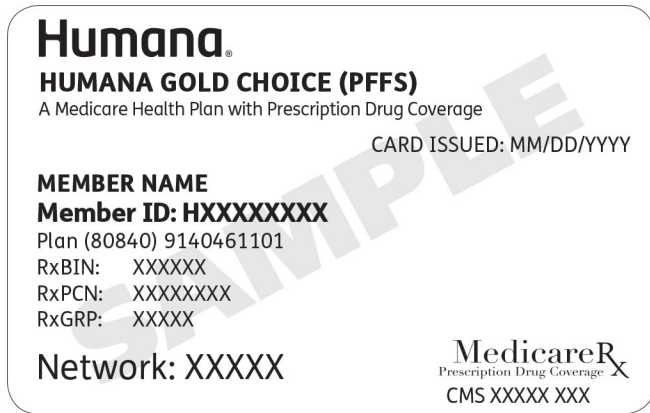 Humana®
HUMANA GOLD CHOICE (PFFS)
A Medicare Health Plan with Prescription Drug Coverage
CARD ISSUED: MM/DD/YYYY
MEMBER NAME
Member ID: HXXXXXXXX
Plan (80840) 9140461101
RxBIN: XXXXXX
RxPCN: XXXXXXXX
RxGRP: XXXXX
Network: XXXXX
MedicareRx
Prescription Drug Coverage
CMS XXXXX XXX
SAMPLE